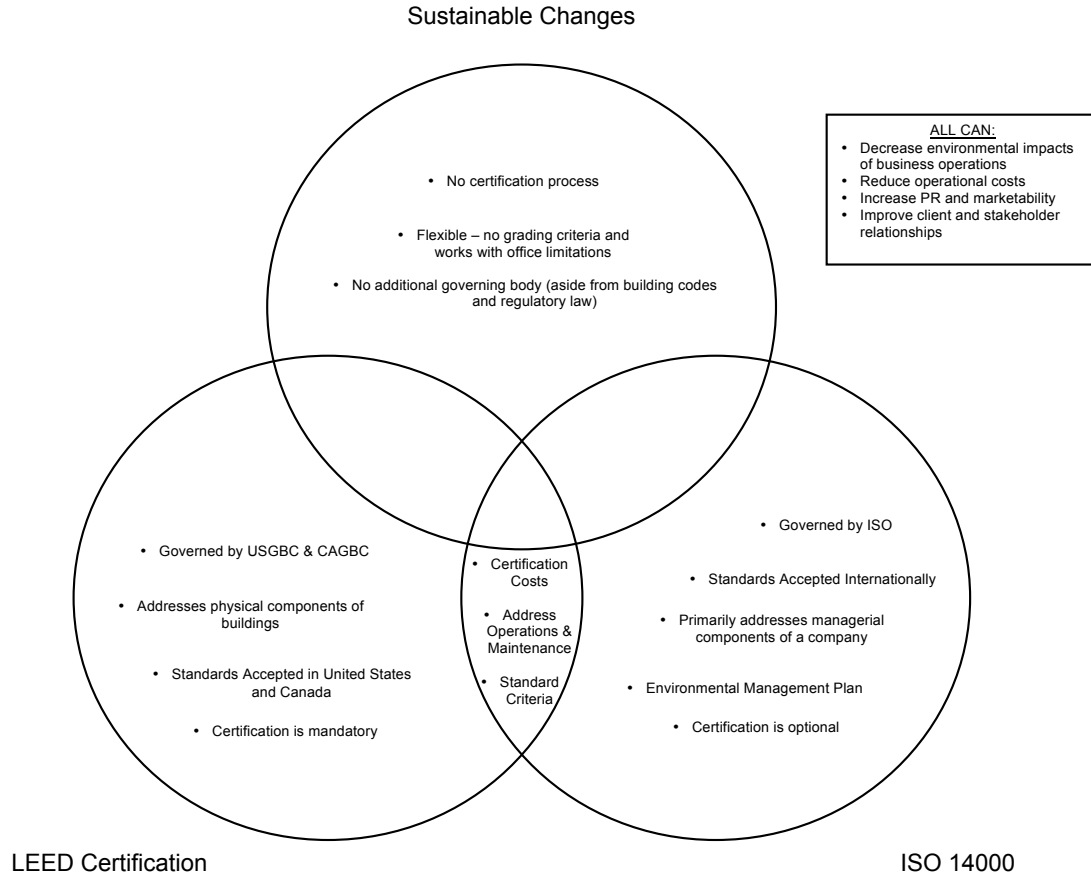 Sustainable Changes
ALL CAN:
• Decrease environmental impacts
of business operations
• Reduce operational costs
• Increase PR and marketability
• Improve client and stakeholder
relationships
• No certification process
• Flexible – no grading criteria and
works with office limitations
• No additional governing body (aside from building codes
and regulatory law)
• Governed by USGBC & CAGBC
• Addresses physical components of
buildings
• Standards Accepted in United States
and Canada
• Certification is mandatory
• Certification
Costs
• Address
Operations &
Maintenance
• Standard
Criteria
• Governed by ISO
• Standards Accepted Internationally
• Primarily addresses managerial
components of a company
• Environmental Management Plan
• Certification is optional
LEED Certification
ISO 14000